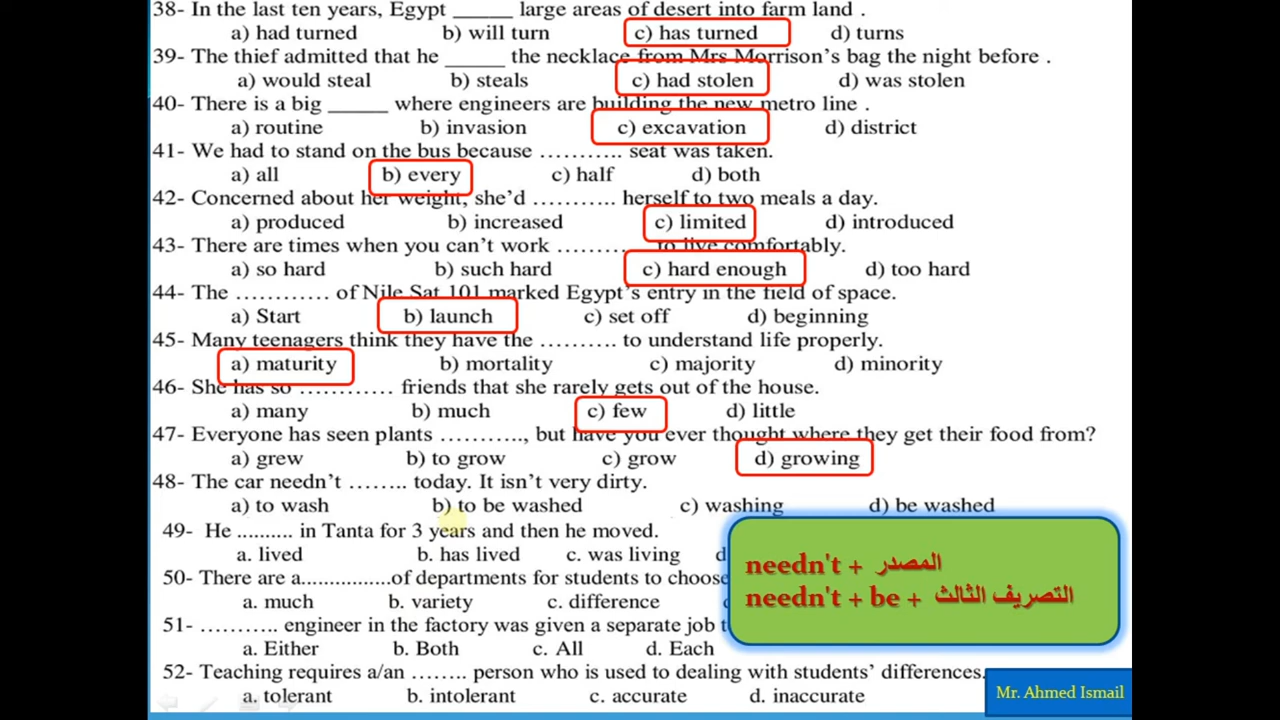 38- In the last ten years, Egypt ______ large areas of desert into farm land .
a) had turned b) will turn c) has turned d) turns
39- The thief admitted that he ______ the necklace from Mrs Morrison's bag the night before .
a) would steal b) steals c) had stolen d) was stolen
40- There is a big ______ where engineers are building the new metro line .
a) routine b) invasion c) excavation d) district
41- We had to stand on the bus because ……….. seat was taken.
a) all b) every c) half d) both
42- Concerned about her weight, she'd ……….. herself to two meals a day.
a) produced b) increased c) limited d) introduced
43- There are times when you can't work ……… to live comfortably.
a) so hard b) such hard c) hard enough d) too hard
44- The ………… of Nile Sat 101 marked Egypt's entry in the field of space.
a) Start b) launch c) set off d) beginning
45- Many teenagers think they have the ………. to understand life properly.
a) maturity b) mortality c) majority d) minority
46- She has so ………… friends that she rarely gets out of the house.
a) many b) much c) few d) little
47- Everyone has seen plants ……….., but have you ever thought where they get their food from?
a) grew b) to grow c) grow d) growing
48- The car needn't …….. today. It isn't very dirty.
a) to wash b) to be washed c) washing d) be washed
49- He .......... in Tanta for 3 years and then he moved.
a. lived b. has lived c. was living d
50- There are a................of departments for students to choose
a. much b. variety c. difference
51- ……….. engineer in the factory was given a separate job t
a. Either b. Both c. All d. Each
52- Teaching requires a/an …….. person who is used to dealing with students' differences.
a. tolerant b. intolerant c. accurate d. inaccurate
needn't + المصدر
needn't + be + التصريف الثالث
Mr. Ahmed Ismail